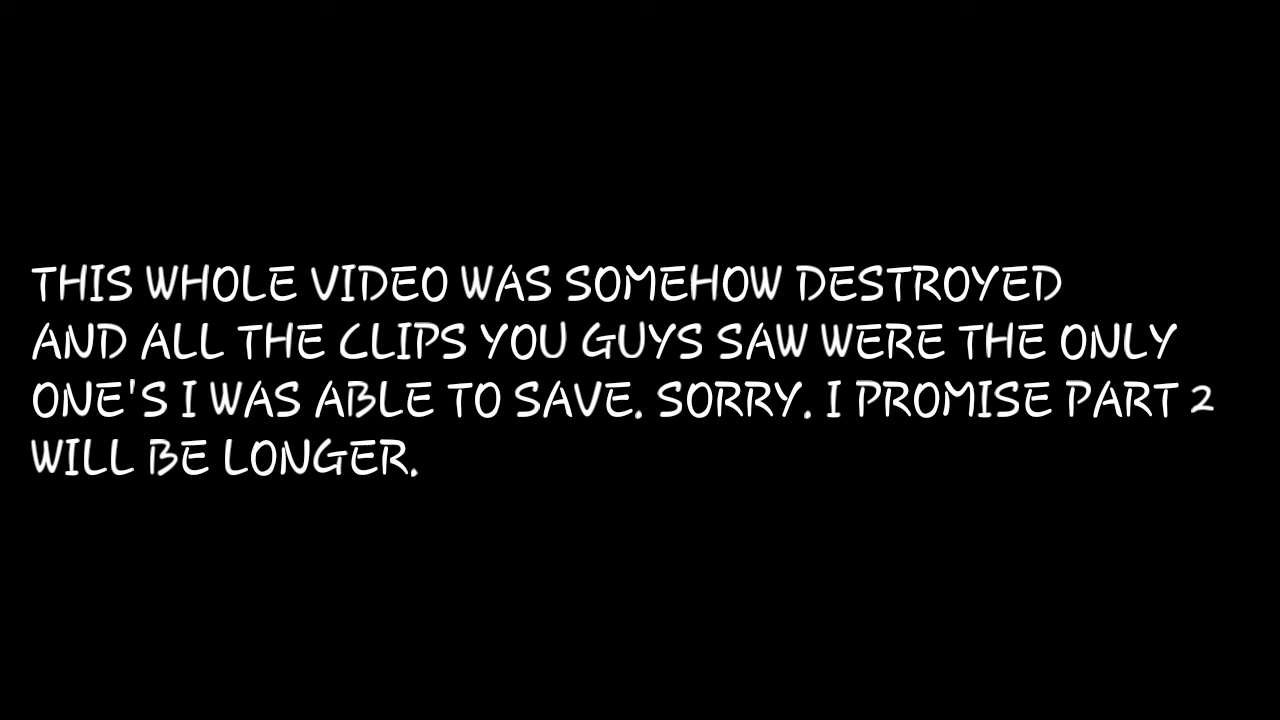 THIS WHOLE VIDEO WAS SOMEHOW DESTROYED
AND ALL THE CLIPS YOU GUYS SAW WERE THE ONLY
ONE'S I WAS ABLE TO SAVE. SORRY. I PROMISE PART 2
WILL BE LONGER.